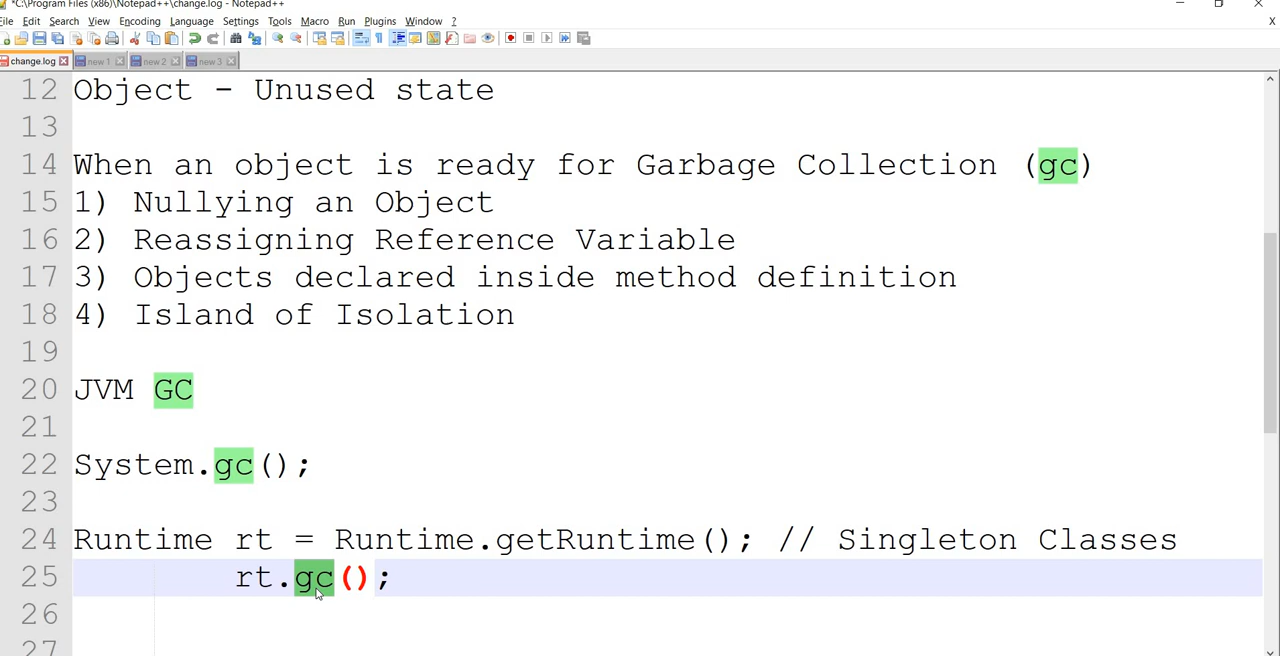 *C:\Program Files (x86)\Notepad++\change.log - Notepad++
File Edit Search View Encoding Language Settings Tools Macro Run Plugins Window ? X
change.log new 1 new 2 new 3
12 Object - Unused state
13
14 When an object is ready for Garbage Collection (gc)
15 1) Nullying an Object
16 2) Reassigning Reference Variable
17 3) Objects declared inside method definition
18 4) Island of Isolation
19
20 JVM GC
21
22 System.gc();
23
24 Runtime rt = Runtime.getRuntime(); // Singleton Classes
25 rt.gc();
26
27